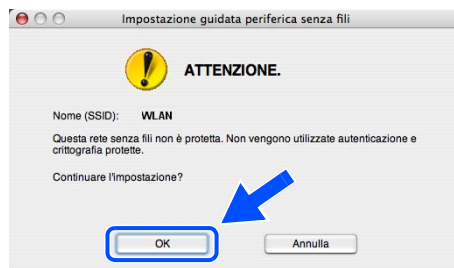 Impostazione guidata periferica senza fili
ATTENZIONE.
Nome (SSID): WLAN
Questa rete senza fili non è protetta. Non vengono utilizzate autenticazione e
crittografia protette.
Continuare l'impostazione?
OK Annulla